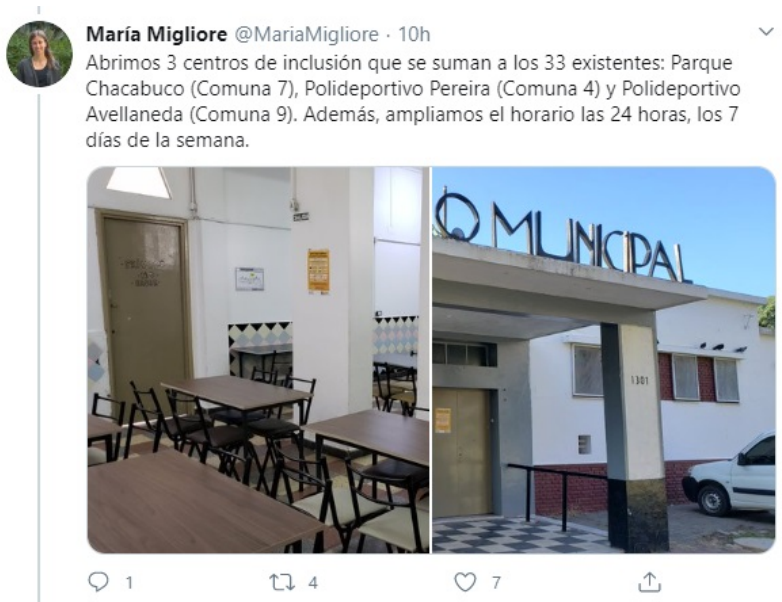 María Migliore @MariaMigliore · 10h
Abrimos 3 centros de inclusión que se suman a los 33 existentes: Parque
Chacabuco (Comuna 7), Polideportivo Pereira (Comuna 4) y Polideportivo
Avellaneda (Comuna 9). Además, ampliamos el horario las 24 horas, los 7
días de la semana.
O MUNICIPAL
1301
1
4
7